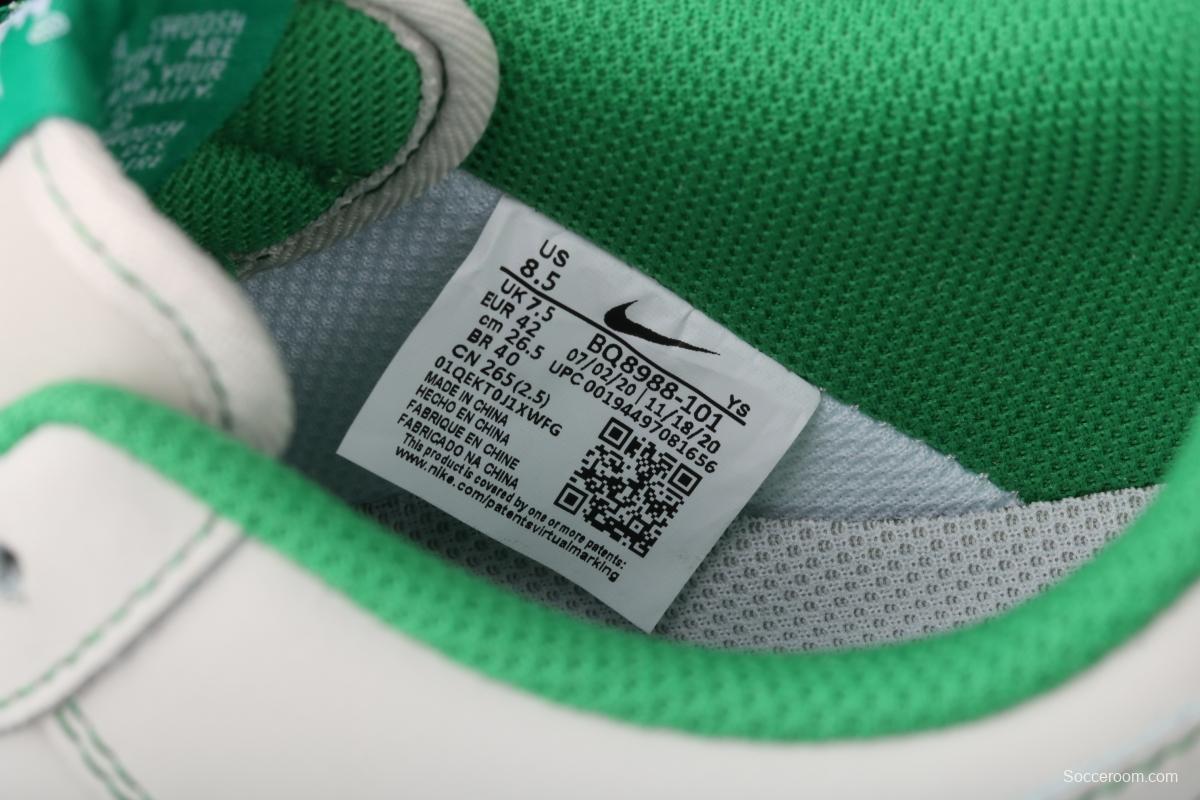 SWOOSH
ARE
YOUR
US
8.5
UK 7.5
EUR 42
cm 26.5
BR 40
CN 265(2.5)
01QEKT0J1XWFG
MADE IN CHINA
HECHO EN CHINA
FABRIQUE EN CHINE
FABRICADO NA CHINA
This product is covered by one or more patents:
www.nike.com/patentsvirtualmarking
BQ8988-101 YS
07/02/20 | 11/18/20
UPC 00194497081656
Socceroom.com